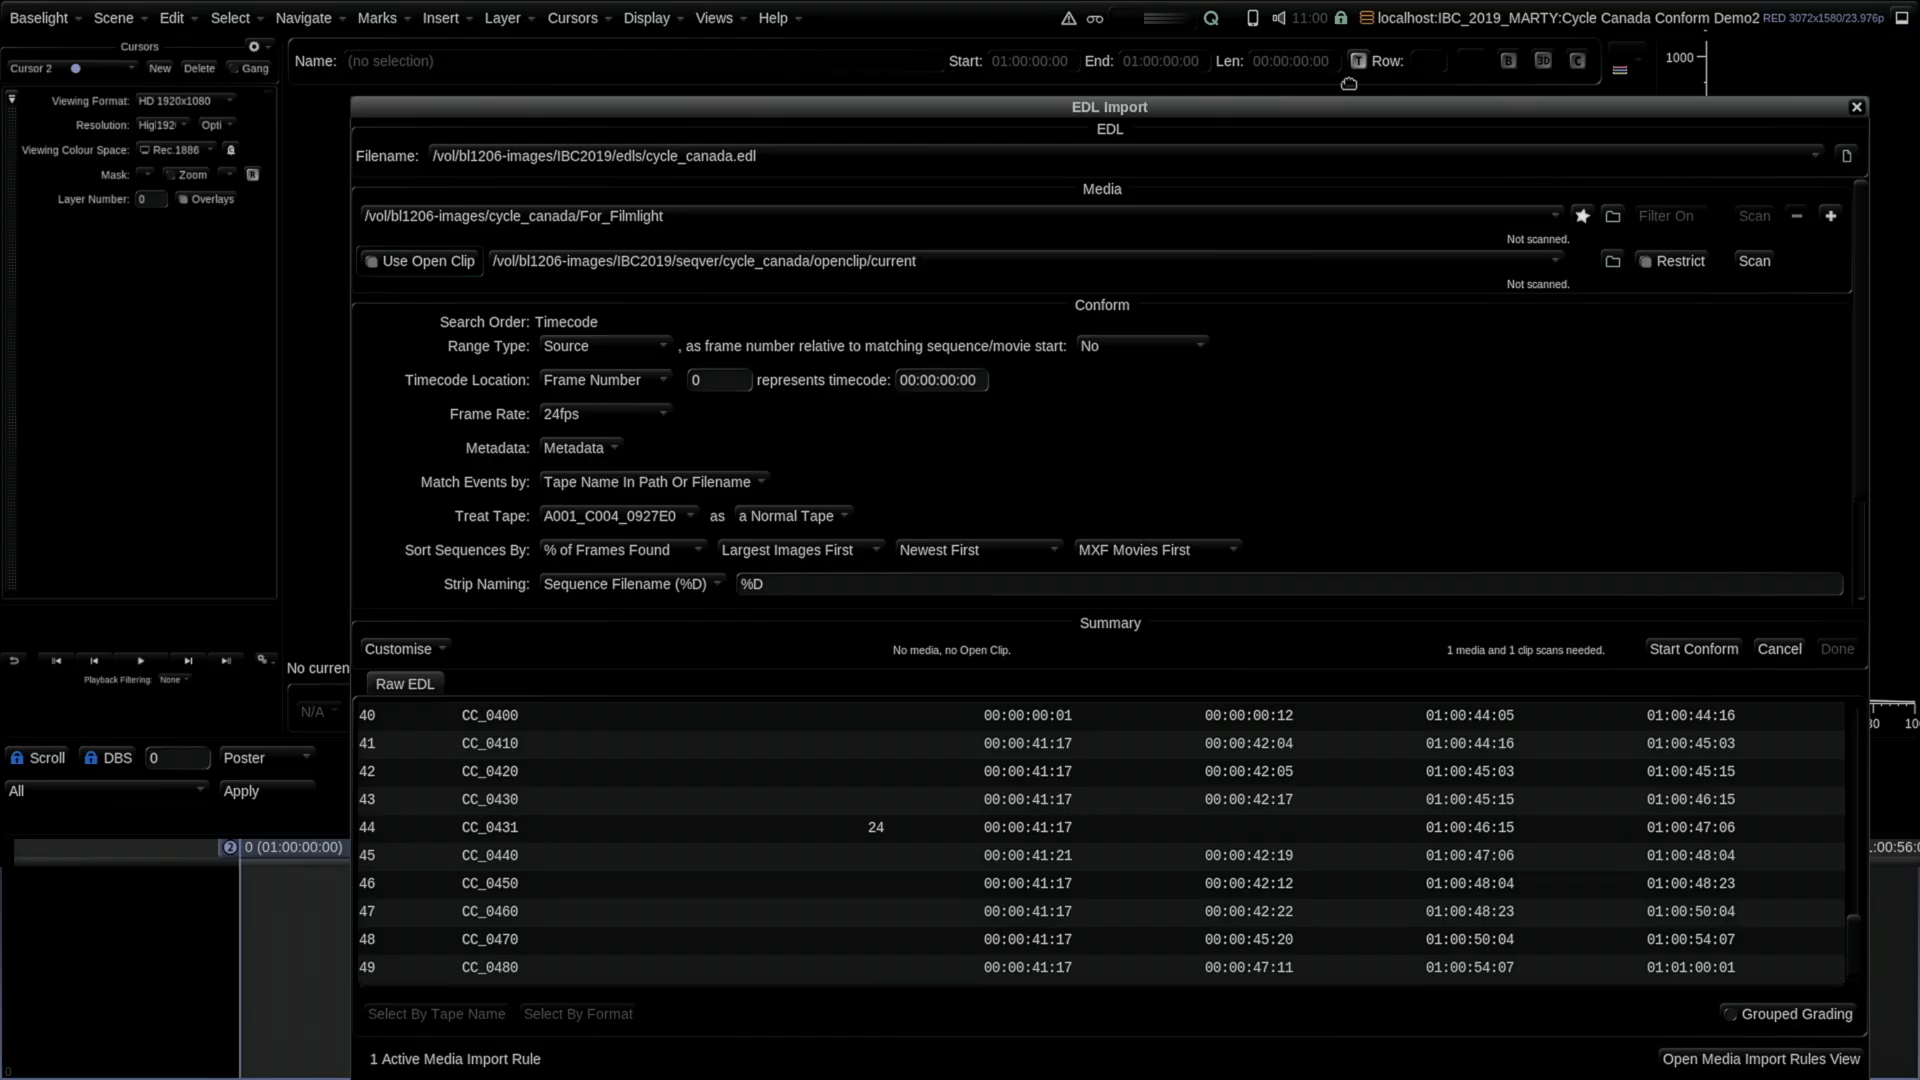 Baselight Scene Edit Select Navigate Marks Insert Layer Cursors Display Views Help 11:00 localhost:IBC_2019_MARTY:Cycle Canada Conform Demo2 RED 3072x1580/23.976p
Cursors
Cursor 2 New Delete Gang
Name: (no selection) Start: 01:00:00:00 End: 01:00:00:00 Len: 00:00:00:00 T Row: B 3D C
1000
Viewing Format: HD 1920x1080
Resolution: Higl192 Opti
Viewing Colour Space: Rec.1886
Mask: Zoom R
Layer Number: 0 Overlays
EDL Import
EDL
Filename: /vol/bl1206-images/IBC2019/edls/cycle_canada.edl
Media
/vol/bl1206-images/cycle_canada/For_Filmlight Filter On Scan
Not scanned.
Use Open Clip /vol/bl1206-images/IBC2019/seqver/cycle_canada/openclip/current Restrict Scan
Not scanned.
Conform
Search Order: Timecode
Range Type: Source , as frame number relative to matching sequence/movie start: No
Timecode Location: Frame Number 0 represents timecode: 00:00:00:00
Frame Rate: 24fps
Metadata: Metadata
Match Events by: Tape Name In Path Or Filename
Treat Tape: A001_C004_0927E0 as a Normal Tape
Sort Sequences By: % of Frames Found Largest Images First Newest First MXF Movies First
Strip Naming: Sequence Filename (%D) %D
Summary
Customise No media, no Open Clip. 1 media and 1 clip scans needed. Start Conform Cancel Done
Raw EDL
40 CC_0400 00:00:00:01 00:00:00:12 01:00:44:05 01:00:44:16
41 CC_0410 00:00:41:17 00:00:42:04 01:00:44:16 01:00:45:03
42 CC_0420 00:00:41:17 00:00:42:05 01:00:45:03 01:00:45:15
43 CC_0430 00:00:41:17 00:00:42:17 01:00:45:15 01:00:46:15
44 CC_0431 24 00:00:41:17 01:00:46:15 01:00:47:06
45 CC_0440 00:00:41:21 00:00:42:19 01:00:47:06 01:00:48:04
46 CC_0450 00:00:41:17 00:00:42:12 01:00:48:04 01:00:48:23
47 CC_0460 00:00:41:17 00:00:42:22 01:00:48:23 01:00:50:04
48 CC_0470 00:00:41:17 00:00:45:20 01:00:50:04 01:00:54:07
49 CC_0480 00:00:41:17 00:00:47:11 01:00:54:07 01:01:00:01
Select By Tape Name Select By Format Grouped Grading
1 Active Media Import Rule Open Media Import Rules View
No curren
Playback Filtering: None
N/A
Scroll DBS 0 Poster
All Apply
2 0 (01:00:00:00)
:00:56:0
0